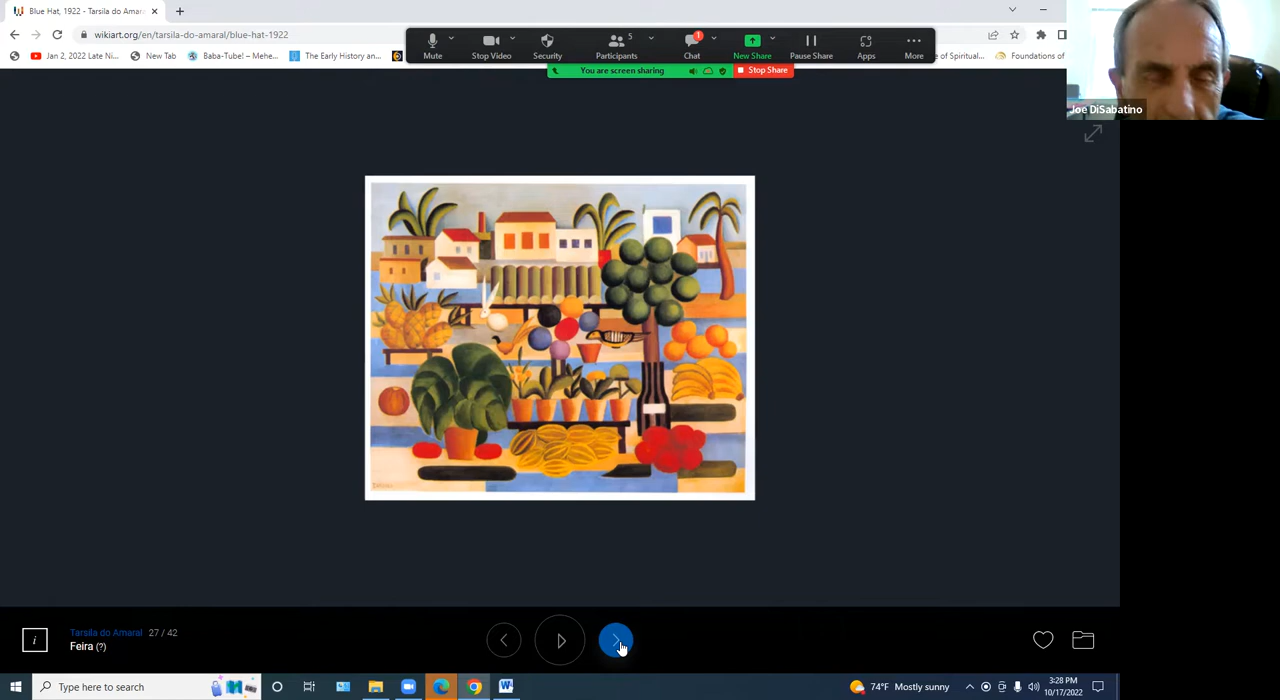 Blue Hat, 1922 - Tarsila do Amar
wikiart.org/en/tarsila-do-amaral/blue-hat-1922
Jan 2, 2022 Late Ni...
New Tab
Baba-Tube! – Mehe...
The Early History an...
e of Spiritual...
Foundations of
Mute
Stop Video
Security
5
Participants
1
Chat
New Share
Pause Share
Apps
More
You are screen sharing
Stop Share
Joe DiSabatino
Tarsila do Amaral 27 / 42
Feira (?)
i
Type here to search
74°F Mostly sunny
3:28 PM
10/17/2022